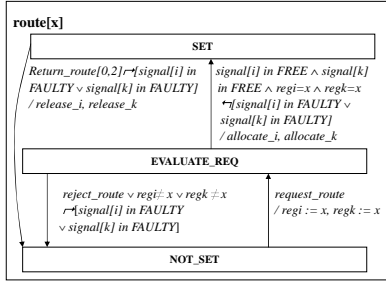 route[x]
SET
Return_route[0,2]↱[signal[i] in
FAULTY ∨ signal[k] in FAULTY]
/ release_i, release_k
signal[i] in FREE ∧ signal[k]
in FREE ∧ regi=x ∧ regk=x
↰[signal[i] in FAULTY ∨
signal[k] in FAULTY]
/ allocate_i, allocate_k
EVALUATE_REQ
reject_route ∨ regi≠ x ∨ regk ≠x
↱[signal[i] in FAULTY
∨ signal[k] in FAULTY]
request_route
/ regi := x, regk := x
NOT_SET